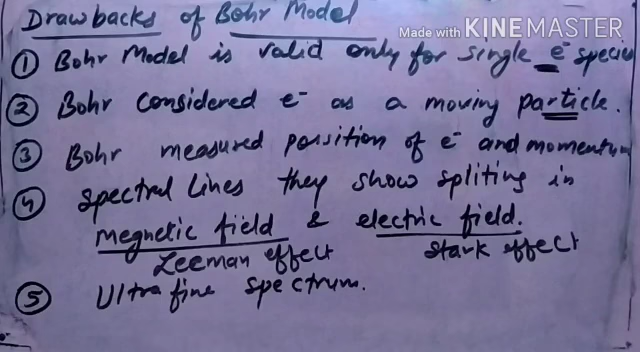 Drawbacks of Bohr Model
Made with KINEMASTER
① Bohr Model is valid only for single e⁻ species
② Bohr considered e⁻ as a moving particle.
③ Bohr measured possition of e⁻ and momentum
④ Spectral lines they show spliting in
megnetic field & electric field.
Zeeman effect stark effect
⑤ Ultra fine spectrum.